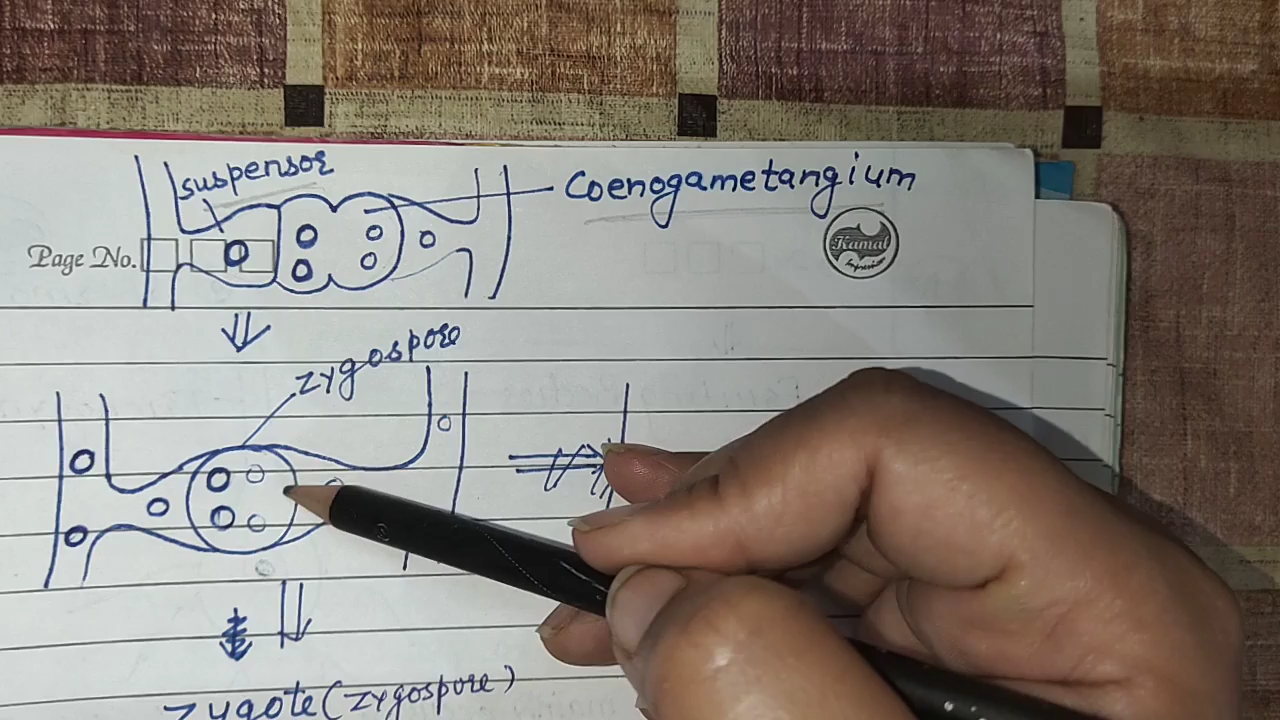 suspensor
Coenogametangium
Page No.
Kamal
zygospore
zygote (zygospore)